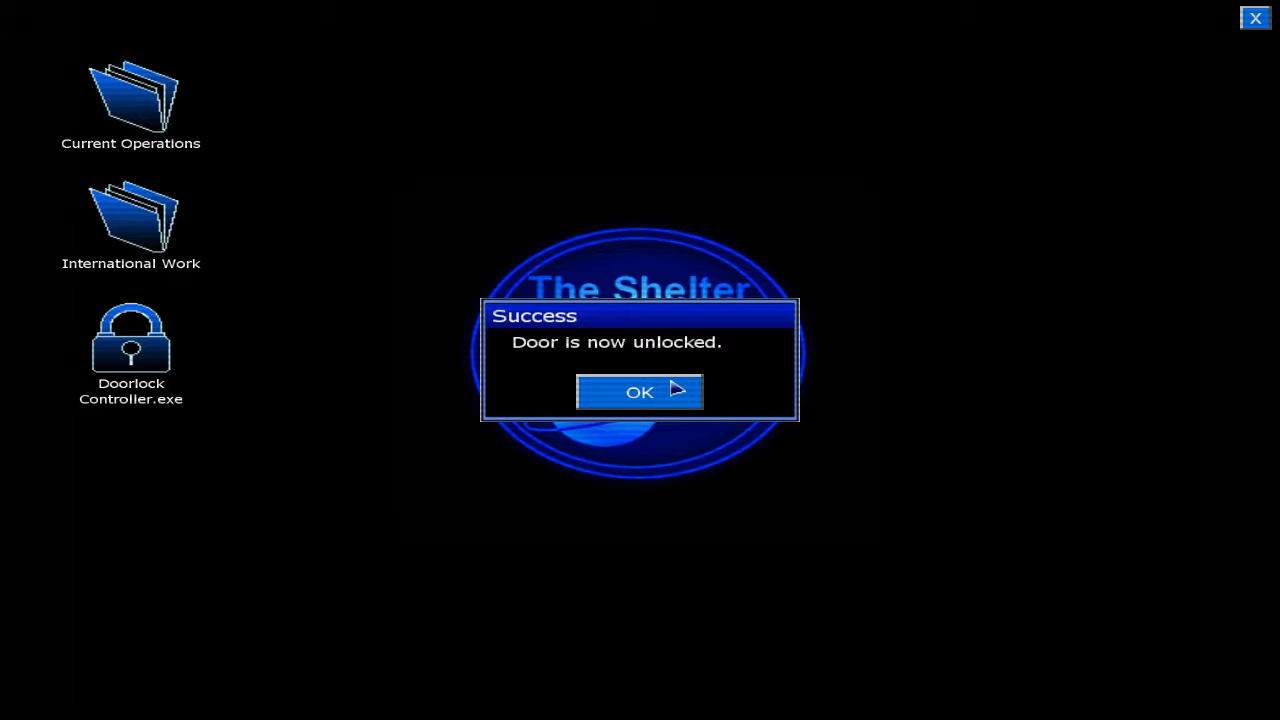 X
Current Operations
International Work
Doorlock
Controller.exe
The Shelter
Success
Door is now unlocked.
OK